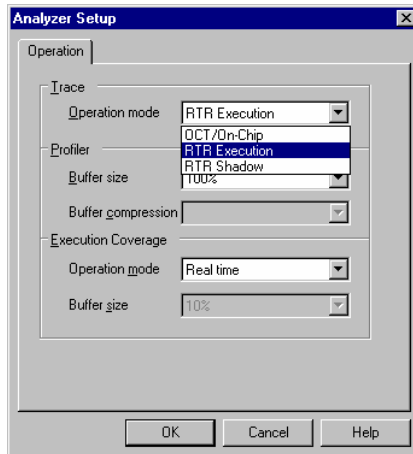 Analyzer Setup
Operation
Trace
Operation mode RTR Execution
OCT/On-Chip
RTR Execution
RTR Shadow
Profiler
Buffer size 100%
Buffer compression
Execution Coverage
Operation mode Real time
Buffer size 10%
OK Cancel Help